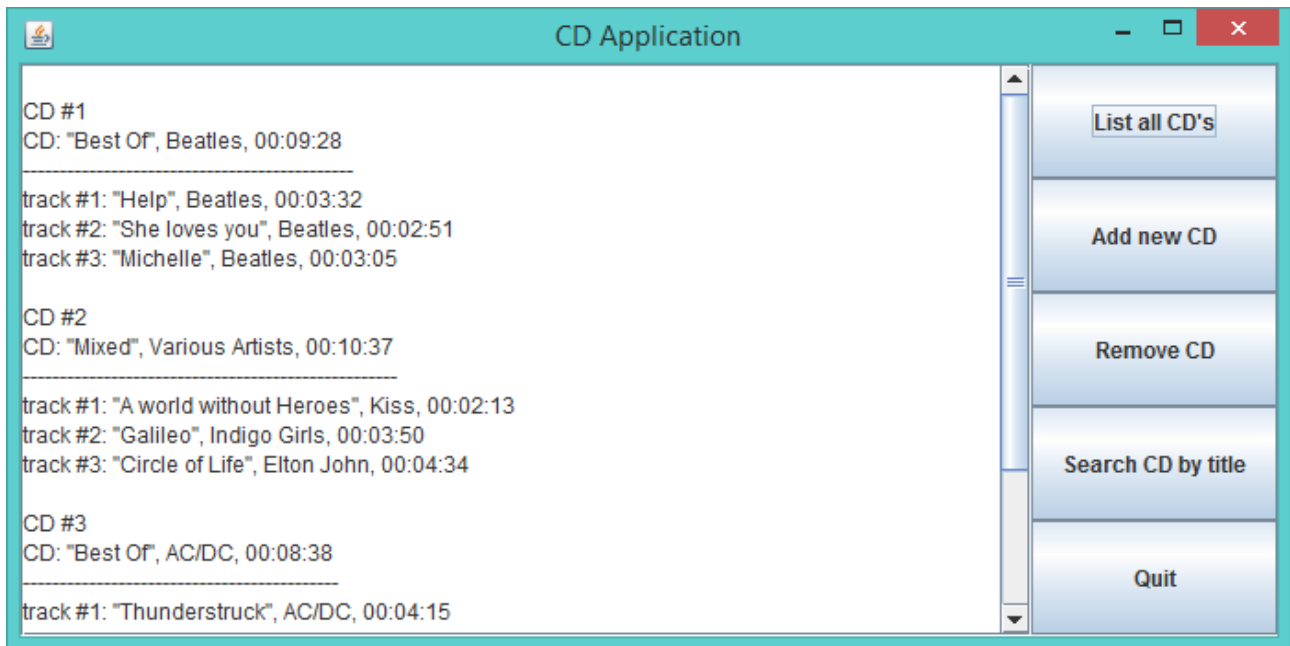 CD Application
CD #1
CD: "Best Of", Beatles, 00:09:28
--------------------------------------------
track #1: "Help", Beatles, 00:03:32
track #2: "She loves you", Beatles, 00:02:51
track #3: "Michelle", Beatles, 00:03:05
CD #2
CD: "Mixed", Various Artists, 00:10:37
--------------------------------------------------
track #1: "A world without Heroes", Kiss, 00:02:13
track #2: "Galileo", Indigo Girls, 00:03:50
track #3: "Circle of Life", Elton John, 00:04:34
CD #3
CD: "Best Of", AC/DC, 00:08:38
------------------------------------------
track #1: "Thunderstruck", AC/DC, 00:04:15
List all CD's
Add new CD
Remove CD
Search CD by title
Quit